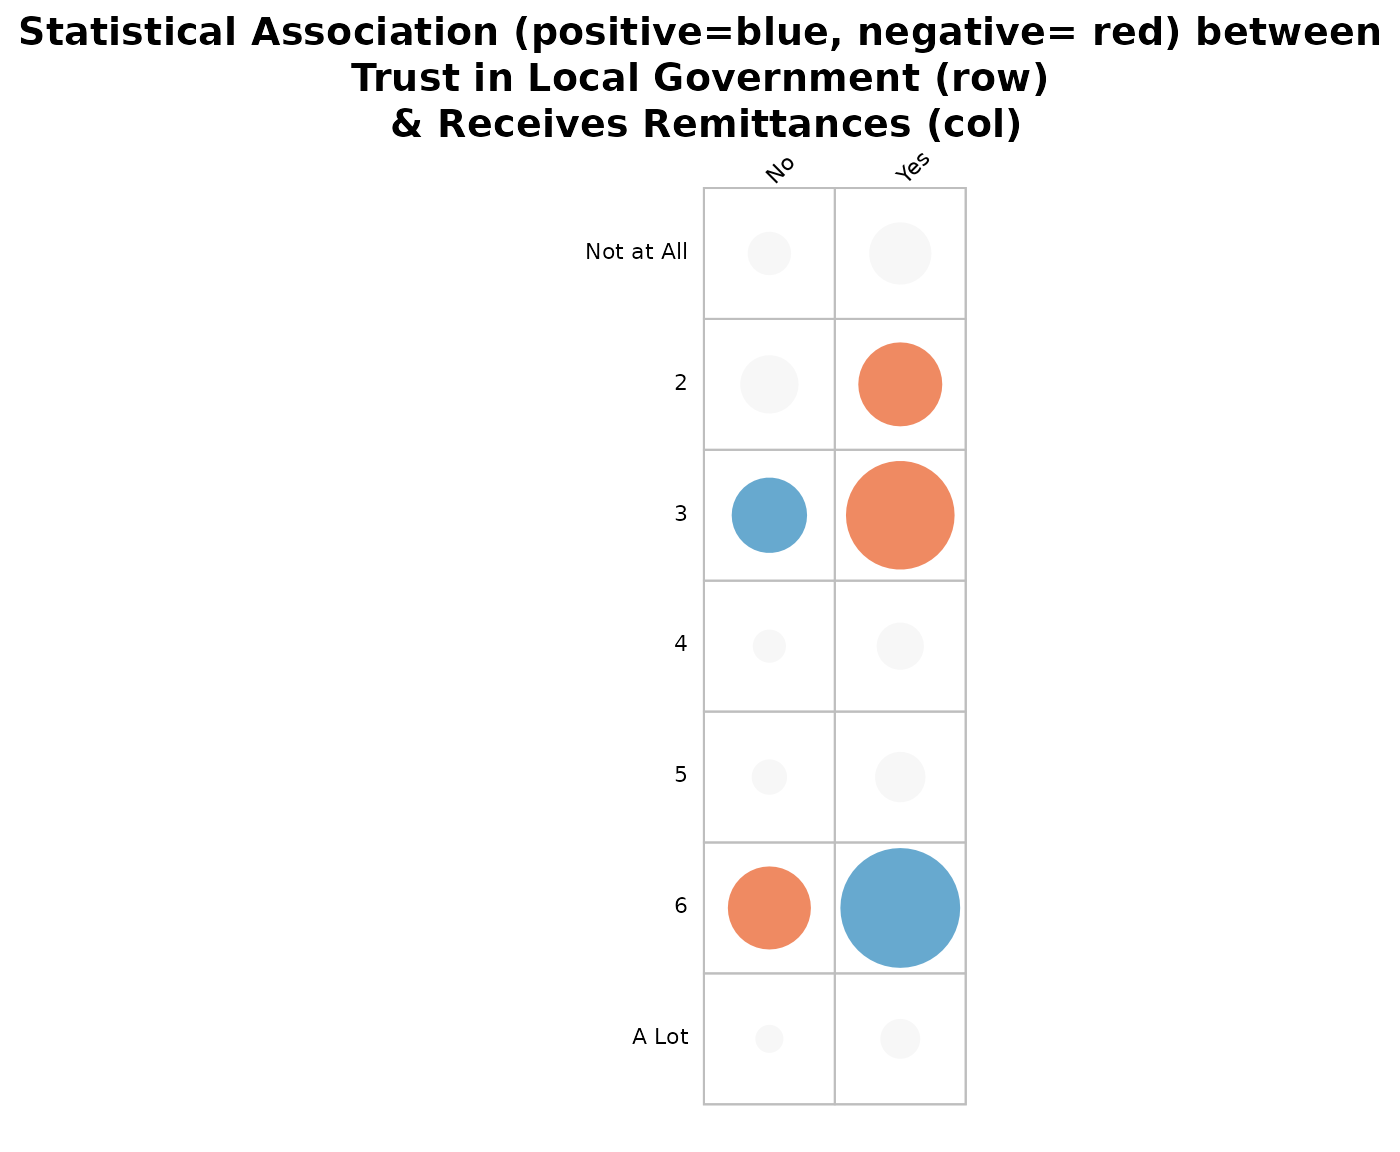 Statistical Association (positive=blue, negative= red) between
Trust in Local Government (row)
& Receives Remittances (col)
No
Yes
Not at All
2
3
4
5
6
A Lot